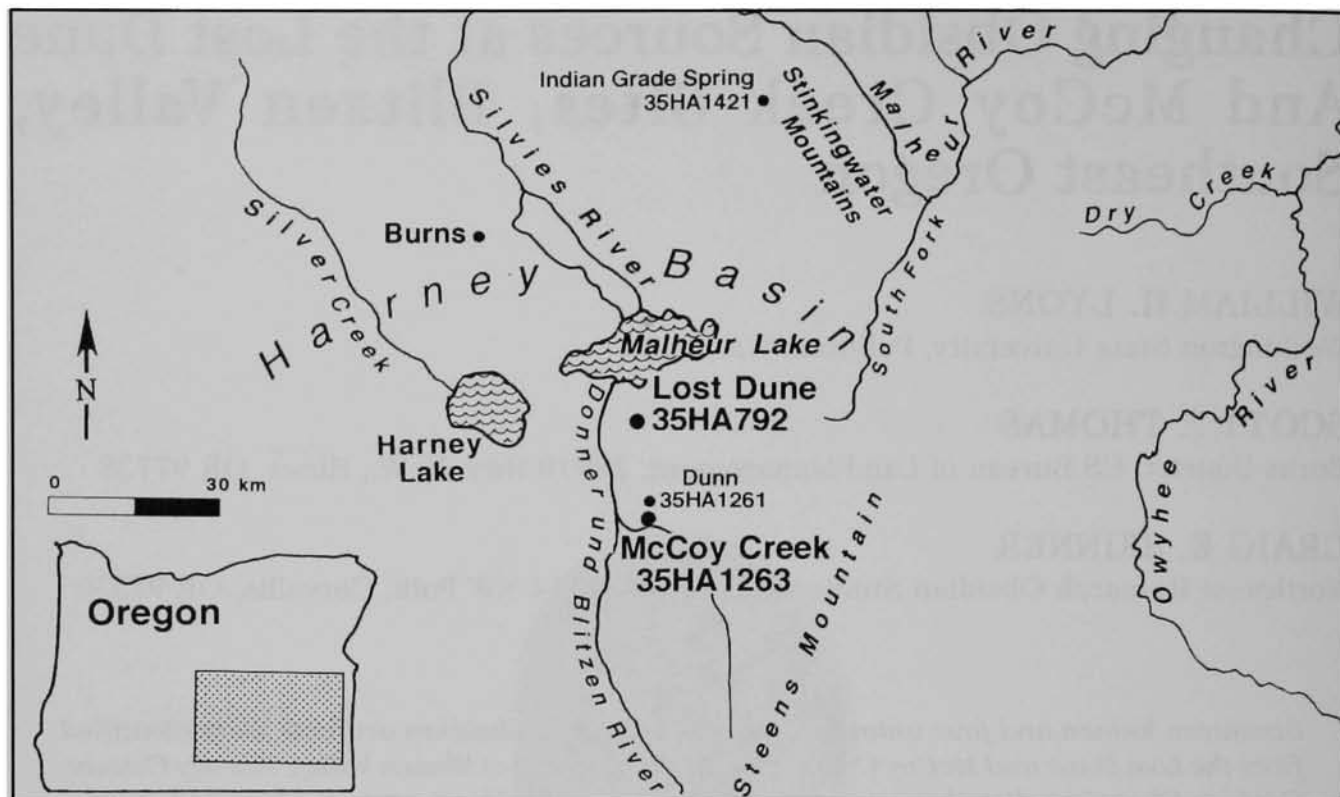 Indian Grade Spring
35HA1421
Stinkingwater
Mountains
Malheur
River
Silvies River
Silver Creek
Burns
Harney Basin
South Fork
Dry Creek
N
Malheur Lake
Lost Dune
35HA792
Harney
Lake
0 30 km
Dunn
35HA1261
McCoy Creek
35HA1263
Donner und Blitzen River
Steens Mountain
Owyhee River
Oregon